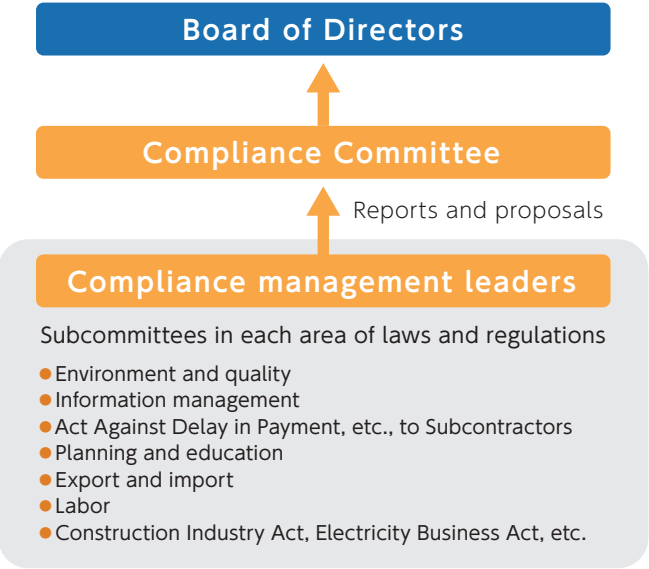 Board of Directors
Compliance Committee
Reports and proposals
Compliance management leaders
Subcommittees in each area of laws and regulations
●Environment and quality
●Information management
●Act Against Delay in Payment, etc., to Subcontractors
●Planning and education
●Export and import
●Labor
●Construction Industry Act, Electricity Business Act, etc.